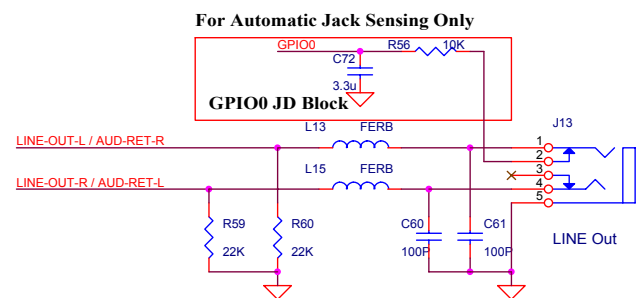 For Automatic Jack Sensing Only
GPIO0
R56
10K
C72
3.3u
GPIO0 JD Block
J13
L13
FERB
LINE-OUT-L / AUD-RET-R
1
2
L15
FERB
3
LINE-OUT-R / AUD-RET-L
4
5
R59
R60
C60
C61
LINE Out
22K
22K
100P
100P